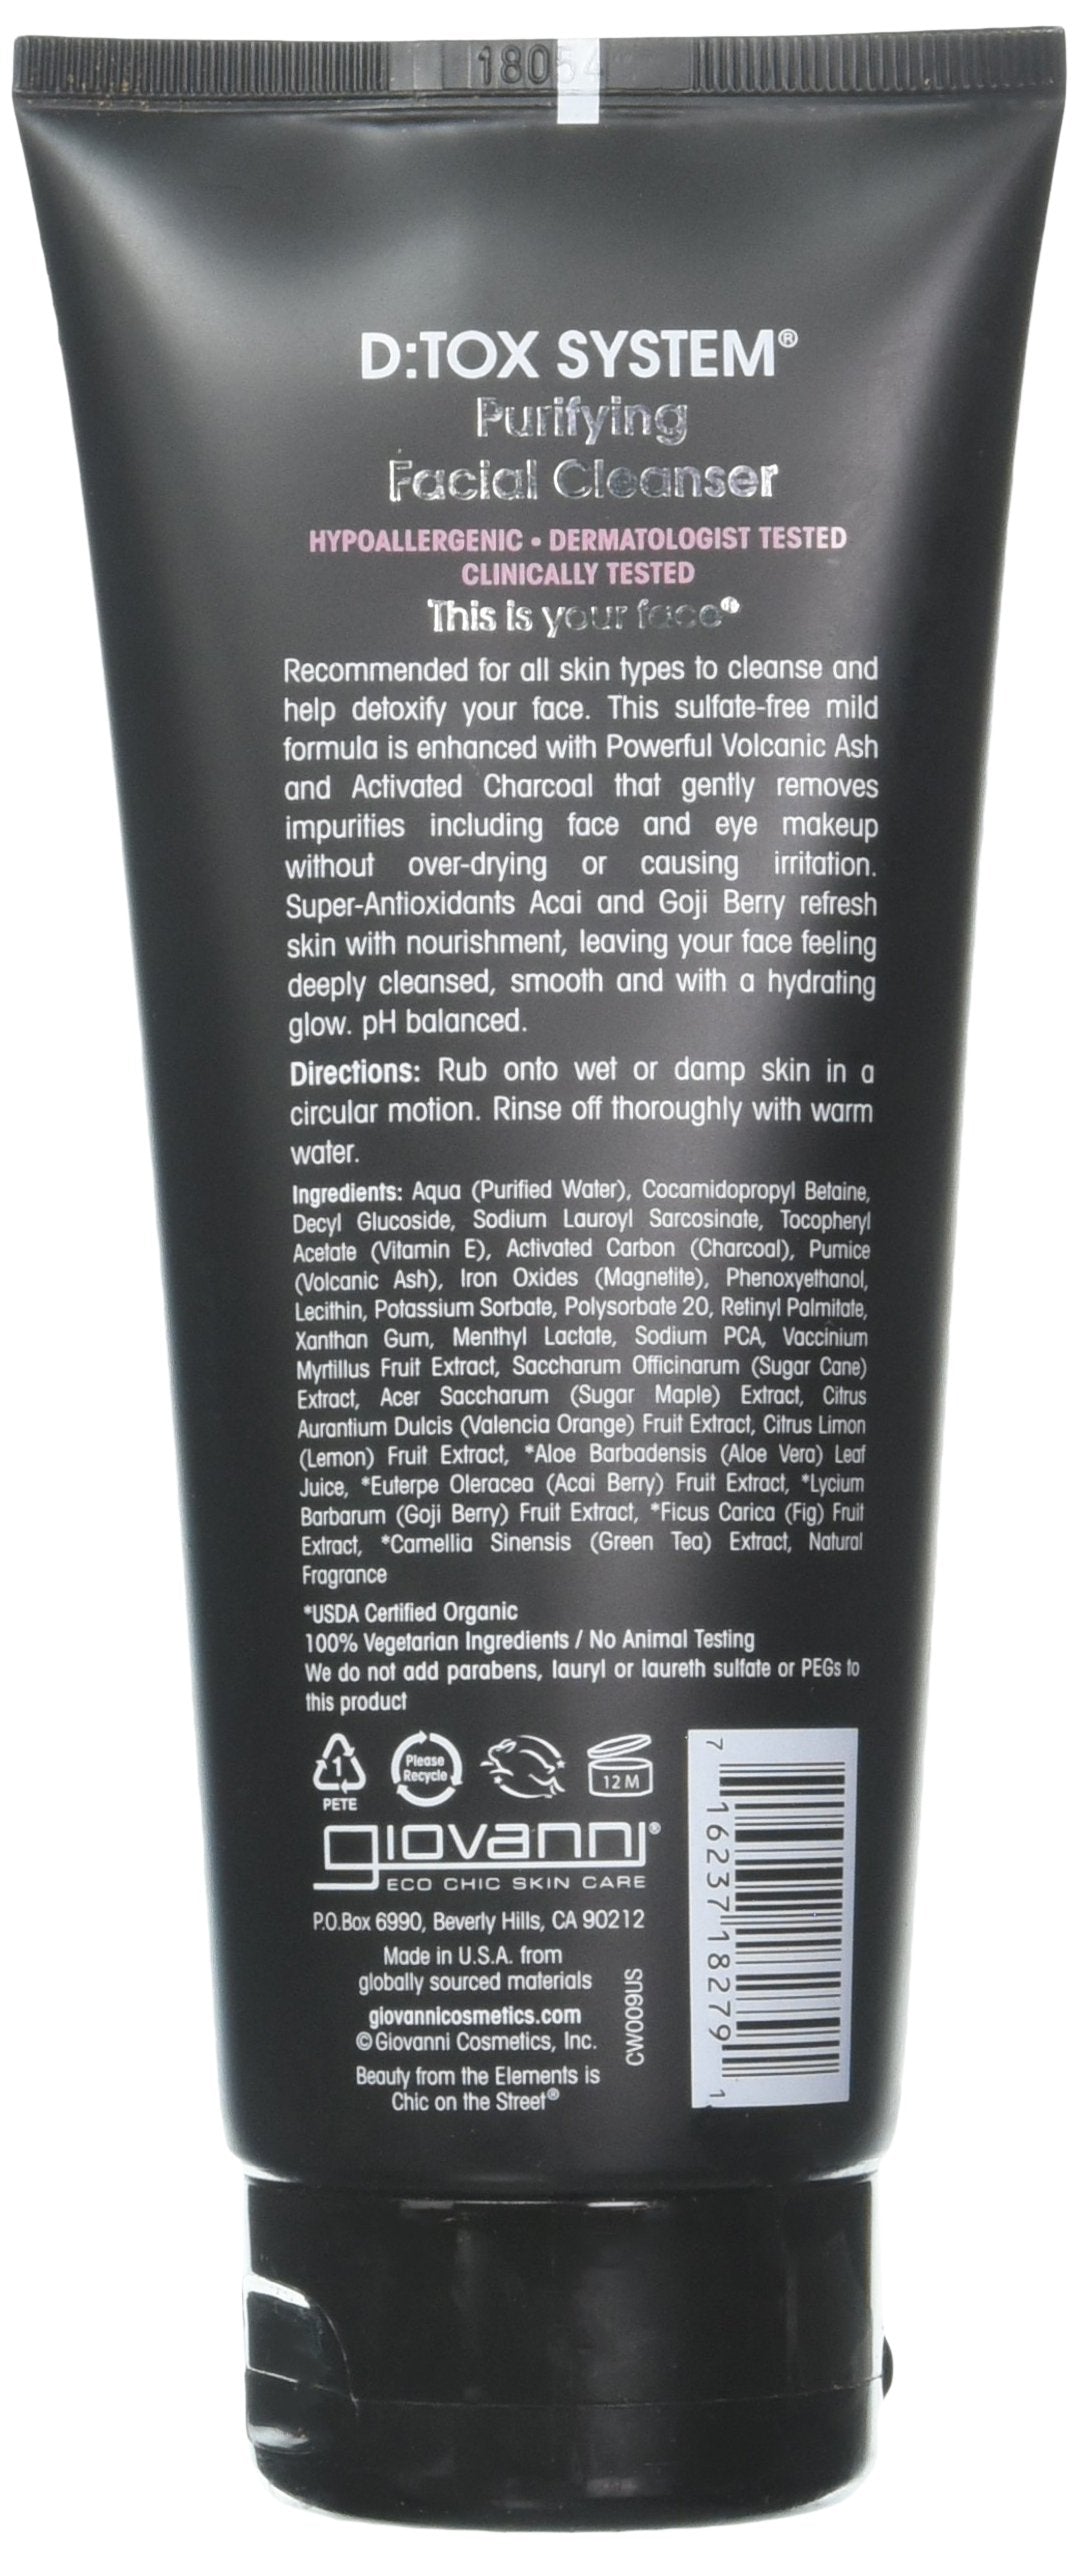 18054
D:TOX SYSTEM®
Purifying
Facial Cleanser
HYPOALLERGENIC • DERMATOLOGIST TESTED
CLINICALLY TESTED
This is your face®
Recommended for all skin types to cleanse and
help detoxify your face. This sulfate-free mild
formula is enhanced with Powerful Volcanic Ash
and Activated Charcoal that gently removes
impurities including face and eye makeup
without over-drying or causing irritation.
Super-Antioxidants Acai and Goji Berry refresh
skin with nourishment, leaving your face feeling
deeply cleansed, smooth and with a hydrating
glow. pH balanced.
Directions: Rub onto wet or damp skin in a
circular motion. Rinse off thoroughly with warm
water.
Ingredients: Aqua (Purified Water), Cocamidopropyl Betaine,
Decyl Glucoside, Sodium Lauroyl Sarcosinate, Tocopheryl
Acetate (Vitamin E), Activated Carbon (Charcoal), Pumice
(Volcanic Ash), Iron Oxides (Magnetite), Phenoxyethanol,
Lecithin, Potassium Sorbate, Polysorbate 20, Retinyl Palmitate,
Xanthan Gum, Menthyl Lactate, Sodium PCA, Vaccinium
Myrtillus Fruit Extract, Saccharum Officinarum (Sugar Cane)
Extract, Acer Saccharum (Sugar Maple) Extract, Citrus
Aurantium Dulcis (Valencia Orange) Fruit Extract, Citrus Limon
(Lemon) Fruit Extract, *Aloe Barbadensis (Aloe Vera) Leaf
Juice, *Euterpe Oleracea (Acai Berry) Fruit Extract, *Lycium
Barbarum (Goji Berry) Fruit Extract, *Ficus Carica (Fig) Fruit
Extract, *Camellia Sinensis (Green Tea) Extract, Natural
Fragrance
*USDA Certified Organic
100% Vegetarian Ingredients / No Animal Testing
We do not add parabens, lauryl or laureth sulfate or PEGs to
this product
1
PETE
Please
Recycle
12 M
giovanni®
ECO CHIC SKIN CARE
P.O.Box 6990, Beverly Hills, CA 90212
Made in U.S.A. from
globally sourced materials
giovannicosmetics.com
©Giovanni Cosmetics, Inc.
Beauty from the Elements is
Chic on the Street®
CW009US
7 16237 18279 1